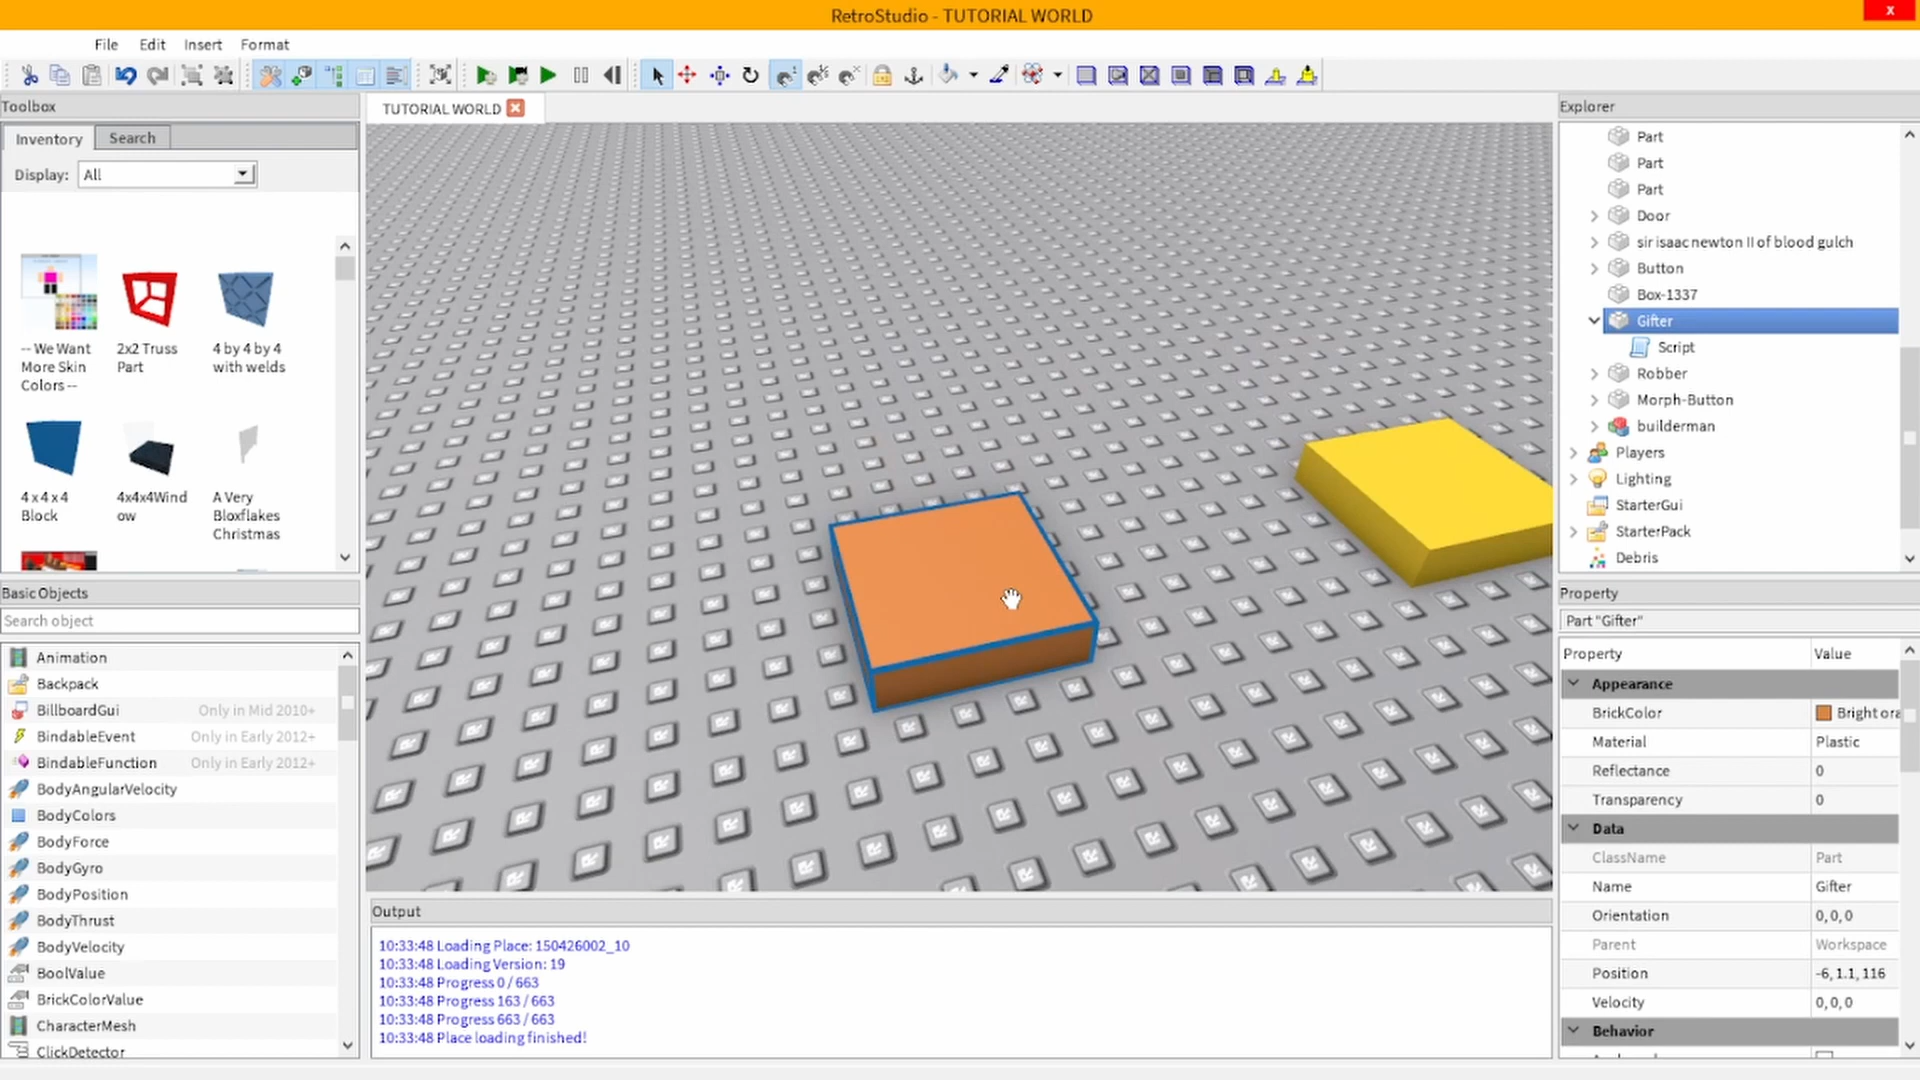 RetroStudio - TUTORIAL WORLD
x
File Edit Insert Format
Toolbox
Inventory Search
Display: All
-- We Want More Skin Colors --
2x2 Truss Part
4 by 4 by 4 with welds
4 x 4 x 4 Block
4x4x4Window
A Very Bloxflakes Christmas
Basic Objects
Search object
Animation
Backpack
BillboardGui Only in Mid 2010+
BindableEvent Only in Early 2012+
BindableFunction Only in Early 2012+
BodyAngularVelocity
BodyColors
BodyForce
BodyGyro
BodyPosition
BodyThrust
BodyVelocity
BoolValue
BrickColorValue
CharacterMesh
ClickDetector
TUTORIAL WORLD
Output
10:33:48 Loading Place: 150426002_10
10:33:48 Loading Version: 19
10:33:48 Progress 0 / 663
10:33:48 Progress 163 / 663
10:33:48 Progress 663 / 663
10:33:48 Place loading finished!
Explorer
Part
Part
Part
Door
sir isaac newton II of blood gulch
Button
Box-1337
Gifter
Script
Robber
Morph-Button
builderman
Players
Lighting
StarterGui
StarterPack
Debris
Property
Part "Gifter"
Property Value
Appearance
BrickColor Bright ora
Material Plastic
Reflectance 0
Transparency 0
Data
ClassName Part
Name Gifter
Orientation 0, 0, 0
Parent Workspace
Position -6, 1.1, 116
Velocity 0, 0, 0
Behavior